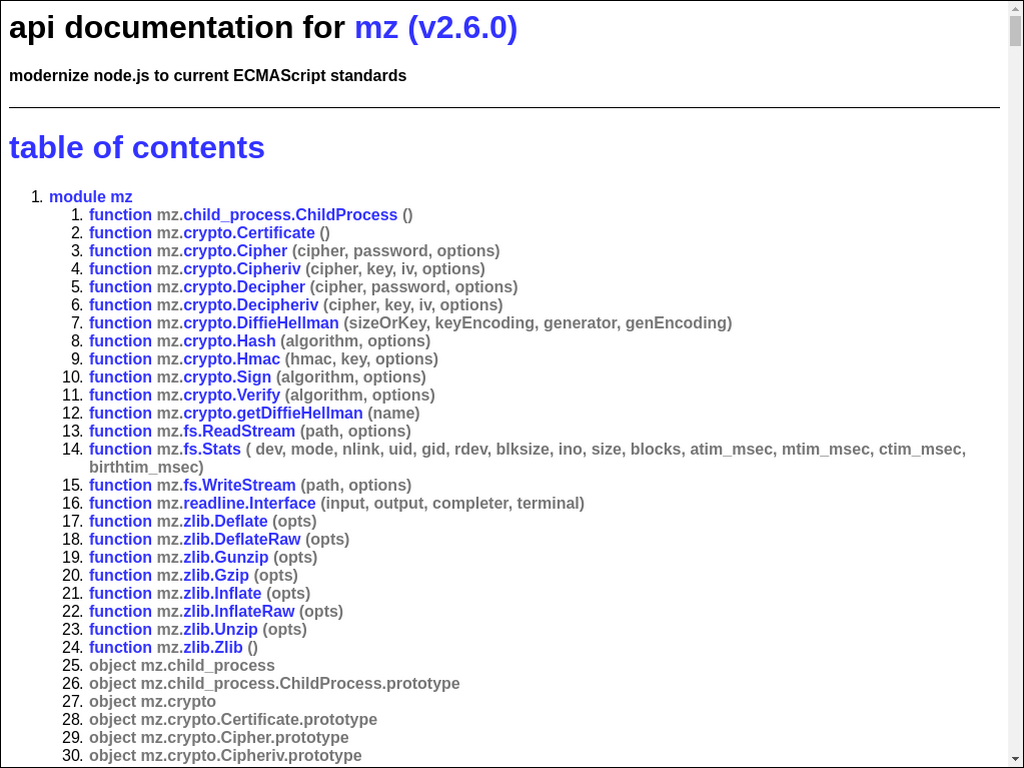 api documentation for mz (v2.6.0)
modernize node.js to current ECMAScript standards
table of contents
1. module mz
1. function mz.child_process.ChildProcess ()
2. function mz.crypto.Certificate ()
3. function mz.crypto.Cipher (cipher, password, options)
4. function mz.crypto.Cipheriv (cipher, key, iv, options)
5. function mz.crypto.Decipher (cipher, password, options)
6. function mz.crypto.Decipheriv (cipher, key, iv, options)
7. function mz.crypto.DiffieHellman (sizeOrKey, keyEncoding, generator, genEncoding)
8. function mz.crypto.Hash (algorithm, options)
9. function mz.crypto.Hmac (hmac, key, options)
10. function mz.crypto.Sign (algorithm, options)
11. function mz.crypto.Verify (algorithm, options)
12. function mz.crypto.getDiffieHellman (name)
13. function mz.fs.ReadStream (path, options)
14. function mz.fs.Stats ( dev, mode, nlink, uid, gid, rdev, blksize, ino, size, blocks, atim_msec, mtim_msec, ctim_msec,
birthtim_msec)
15. function mz.fs.WriteStream (path, options)
16. function mz.readline.Interface (input, output, completer, terminal)
17. function mz.zlib.Deflate (opts)
18. function mz.zlib.DeflateRaw (opts)
19. function mz.zlib.Gunzip (opts)
20. function mz.zlib.Gzip (opts)
21. function mz.zlib.Inflate (opts)
22. function mz.zlib.InflateRaw (opts)
23. function mz.zlib.Unzip (opts)
24. function mz.zlib.Zlib ()
25. object mz.child_process
26. object mz.child_process.ChildProcess.prototype
27. object mz.crypto
28. object mz.crypto.Certificate.prototype
29. object mz.crypto.Cipher.prototype
30. object mz.crypto.Cipheriv.prototype